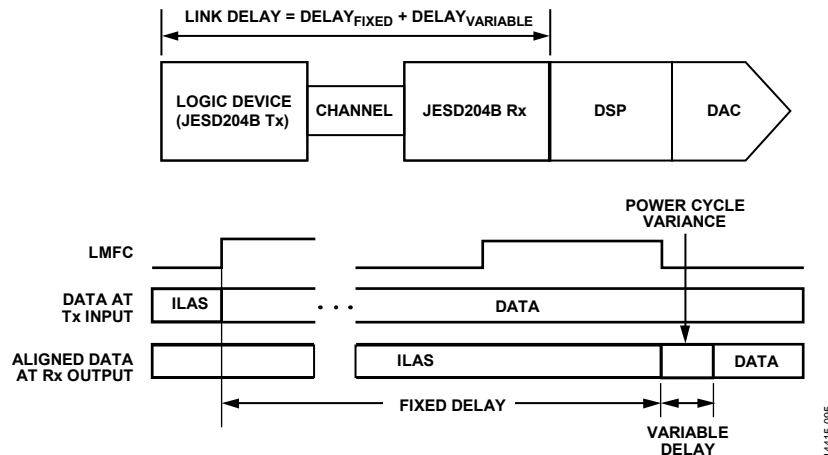 LINK DELAY = DELAYFIXED + DELAYVARIABLE
LOGIC DEVICE
(JESD204B Tx)
CHANNEL
JESD204B Rx
DSP
DAC
POWER CYCLE
VARIANCE
LMFC
DATA AT
Tx INPUT
ILAS
. . .
DATA
ALIGNED DATA
AT Rx OUTPUT
ILAS
DATA
FIXED DELAY
VARIABLE
DELAY